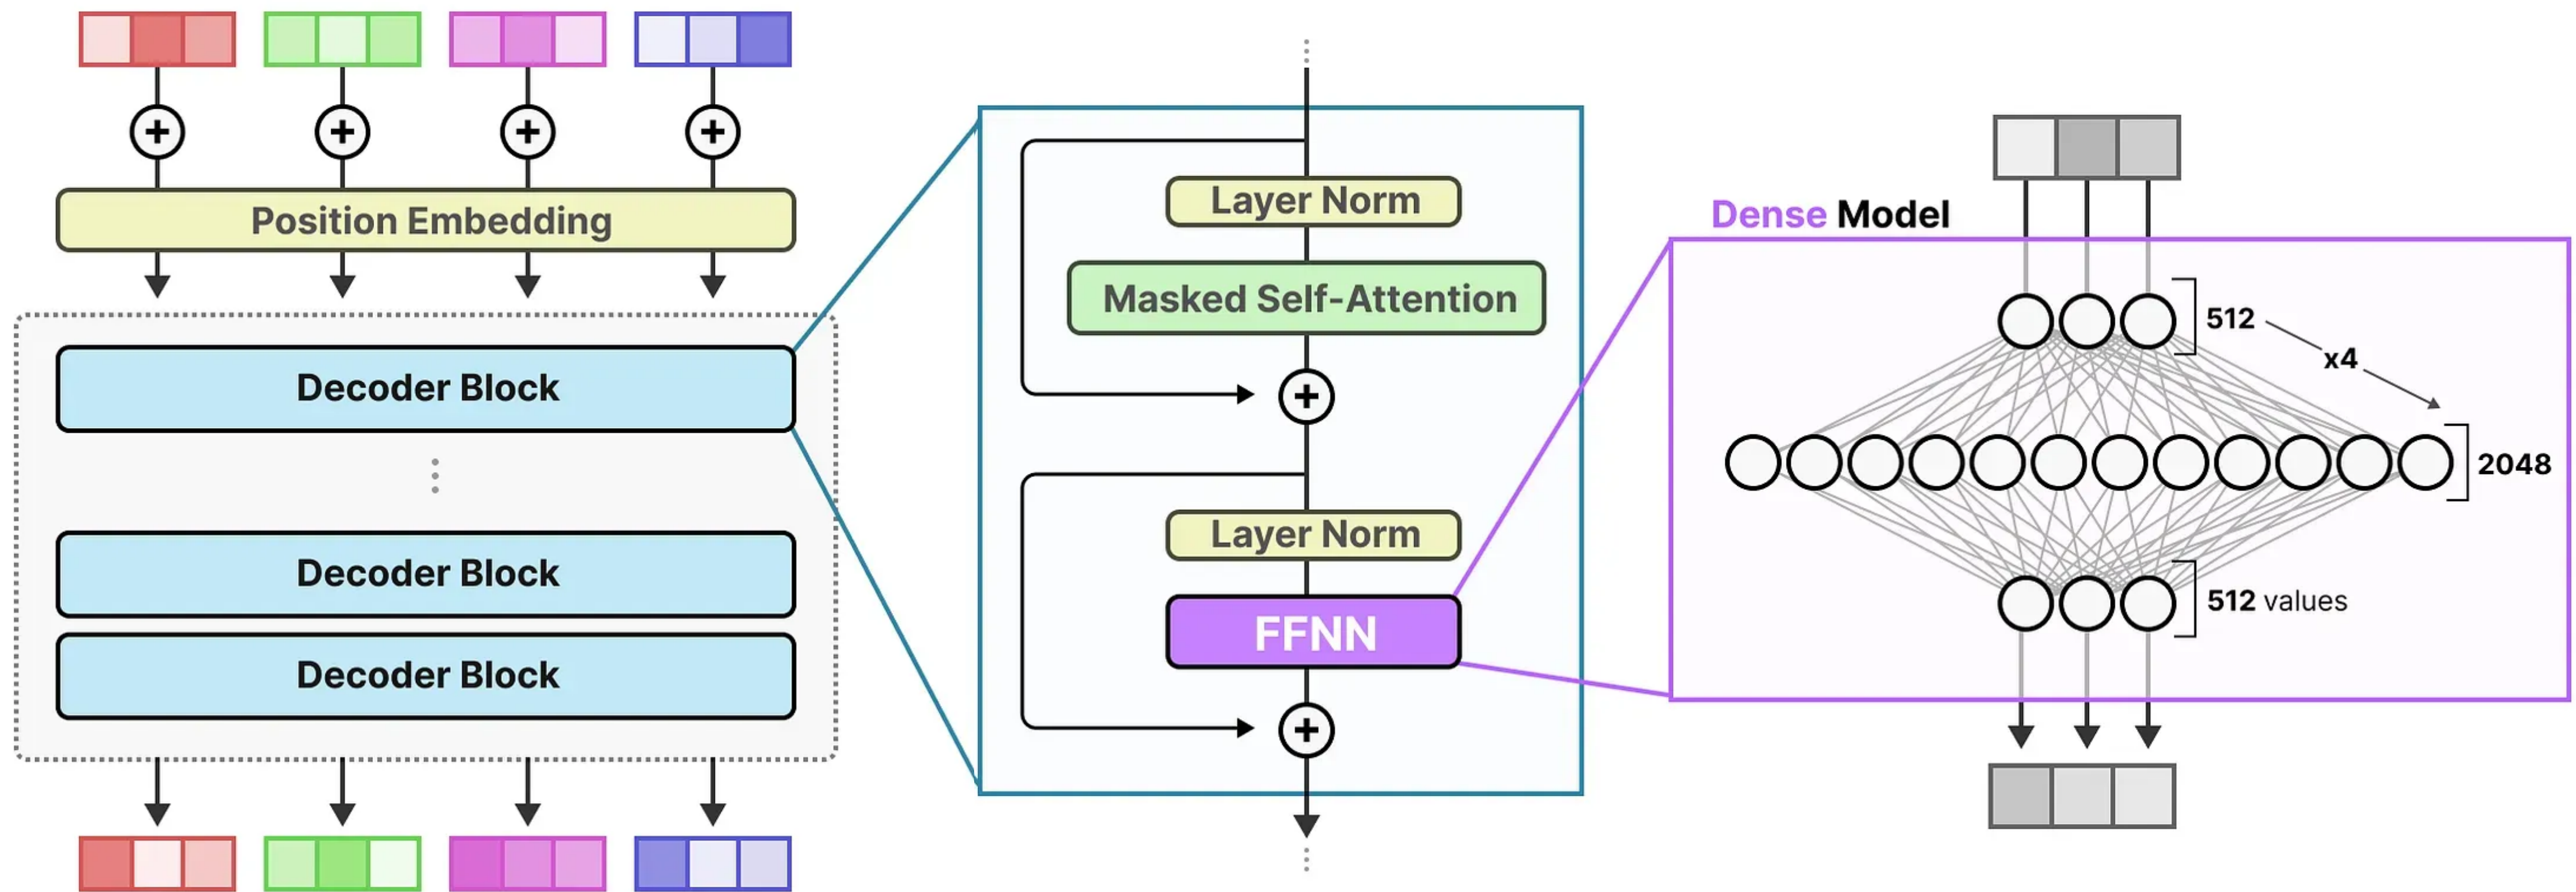 Position Embedding
Decoder Block
Decoder Block
Decoder Block
Layer Norm
Masked Self-Attention
Layer Norm
FFNN
Dense Model
512
x4
2048
512 values